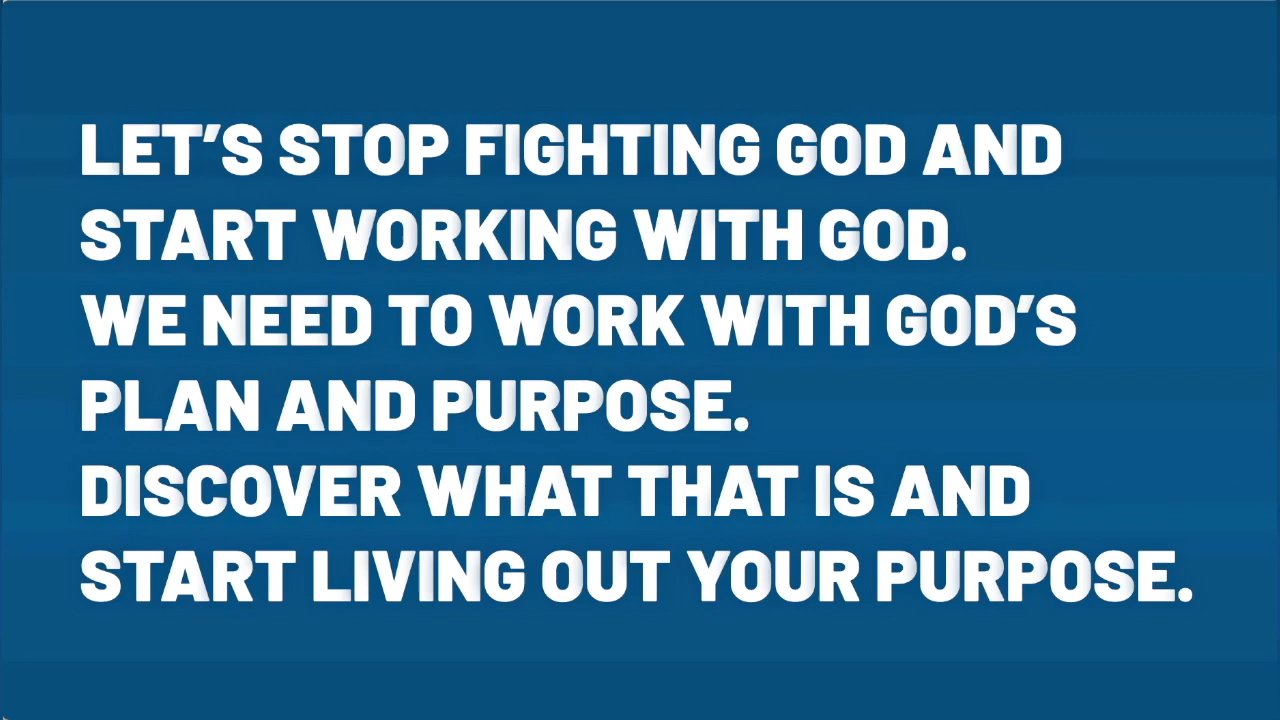 LET’S STOP FIGHTING GOD AND
START WORKING WITH GOD.
WE NEED TO WORK WITH GOD’S
PLAN AND PURPOSE.
DISCOVER WHAT THAT IS AND
START LIVING OUT YOUR PURPOSE.